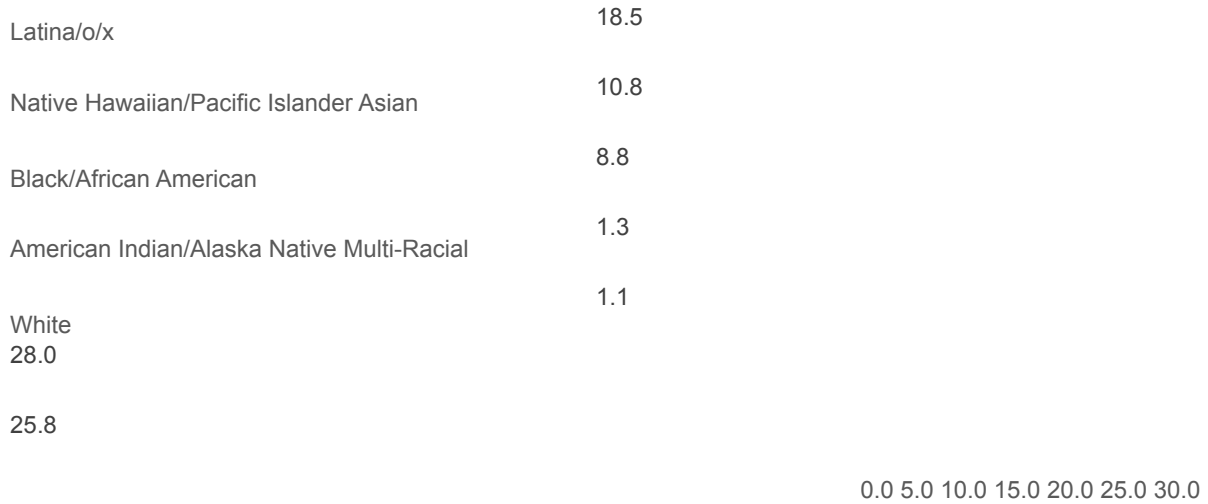 18.5
Latina/o/x
10.8
Native Hawaiian/Pacific Islander Asian
8.8
Black/African American
1.3
American Indian/Alaska Native Multi-Racial
1.1
White
28.0
25.8
0.0 5.0 10.0 15.0 20.0 25.0 30.0